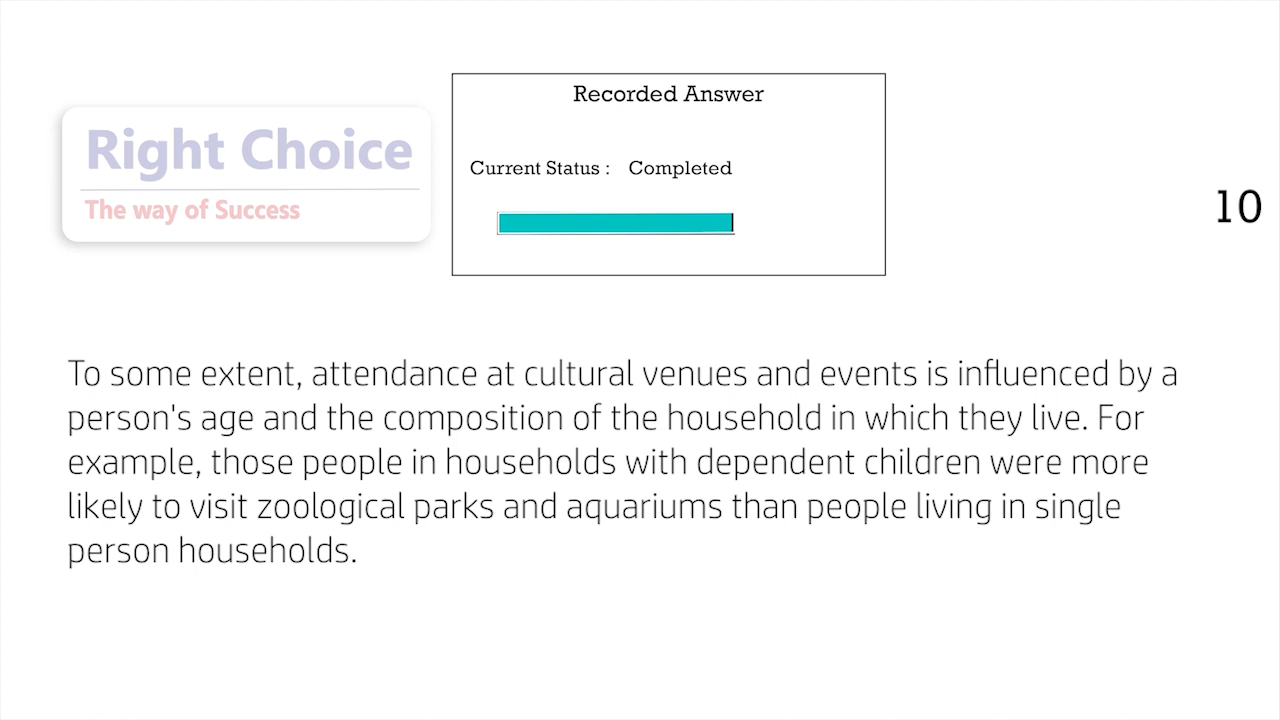 Right Choice
The way of Success
Recorded Answer
Current Status : Completed
10
To some extent, attendance at cultural venues and events is influenced by a
person's age and the composition of the household in which they live. For
example, those people in households with dependent children were more
likely to visit zoological parks and aquariums than people living in single
person households.